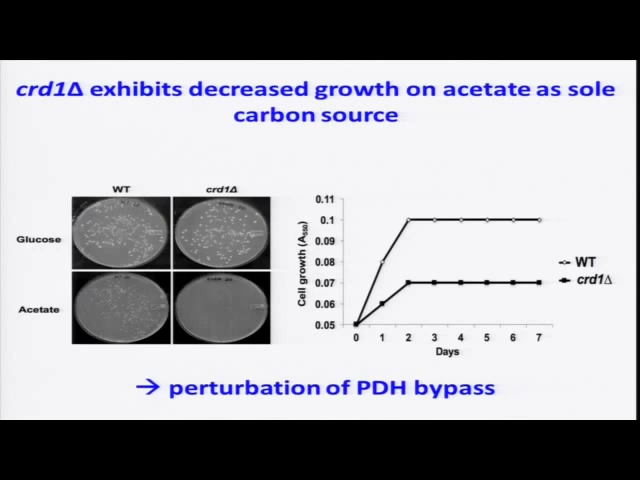 crd1Δ exhibits decreased growth on acetate as sole
carbon source
WT
crd1Δ
Glucose
Acetate
Cell growth (A550)
0.11
0.1
0.09
0.08
0.07
0.06
0.05
0 1 2 3 4 5 6 7
Days
WT
crd1Δ
→ perturbation of PDH bypass